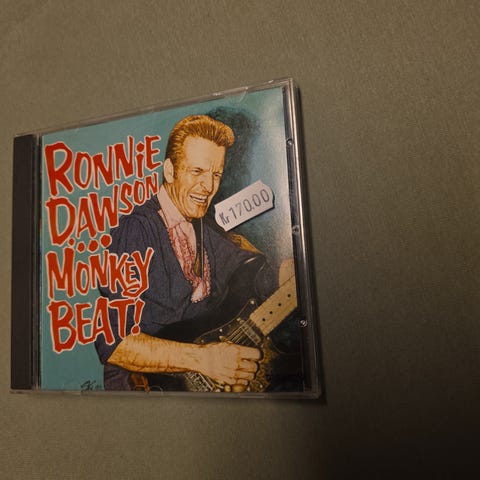 RONNiE
DAWSON
...MONKEY
BEAT!
Kr 170.00